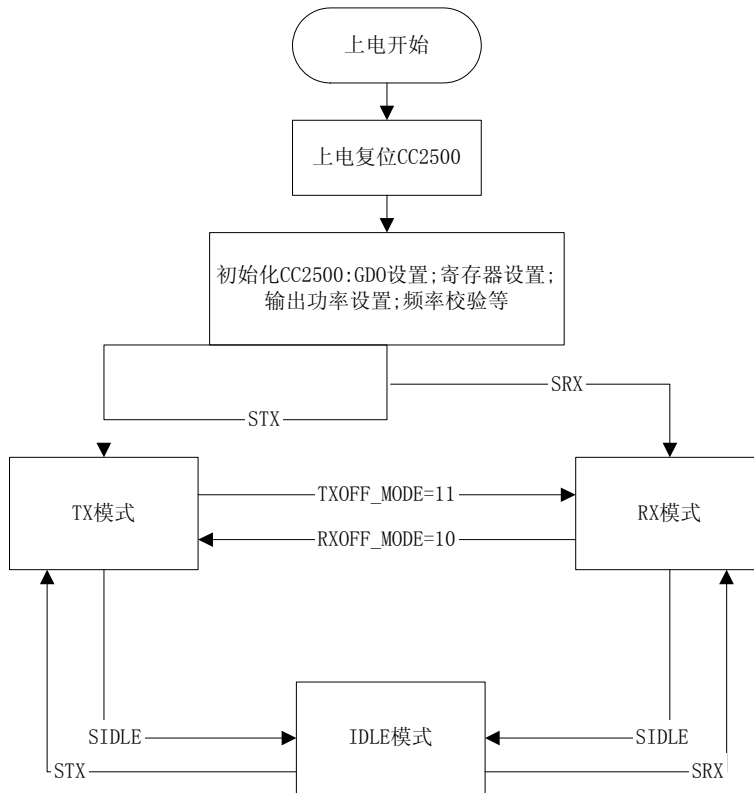 上电开始
上电复位CC2500
初始化CC2500:GDO设置;寄存器设置;
输出功率设置;频率校验等
SRX
STX
TX模式
TXOFF_MODE=11
RX模式
RXOFF_MODE=10
SIDLE
IDLE模式
SIDLE
STX
SRX